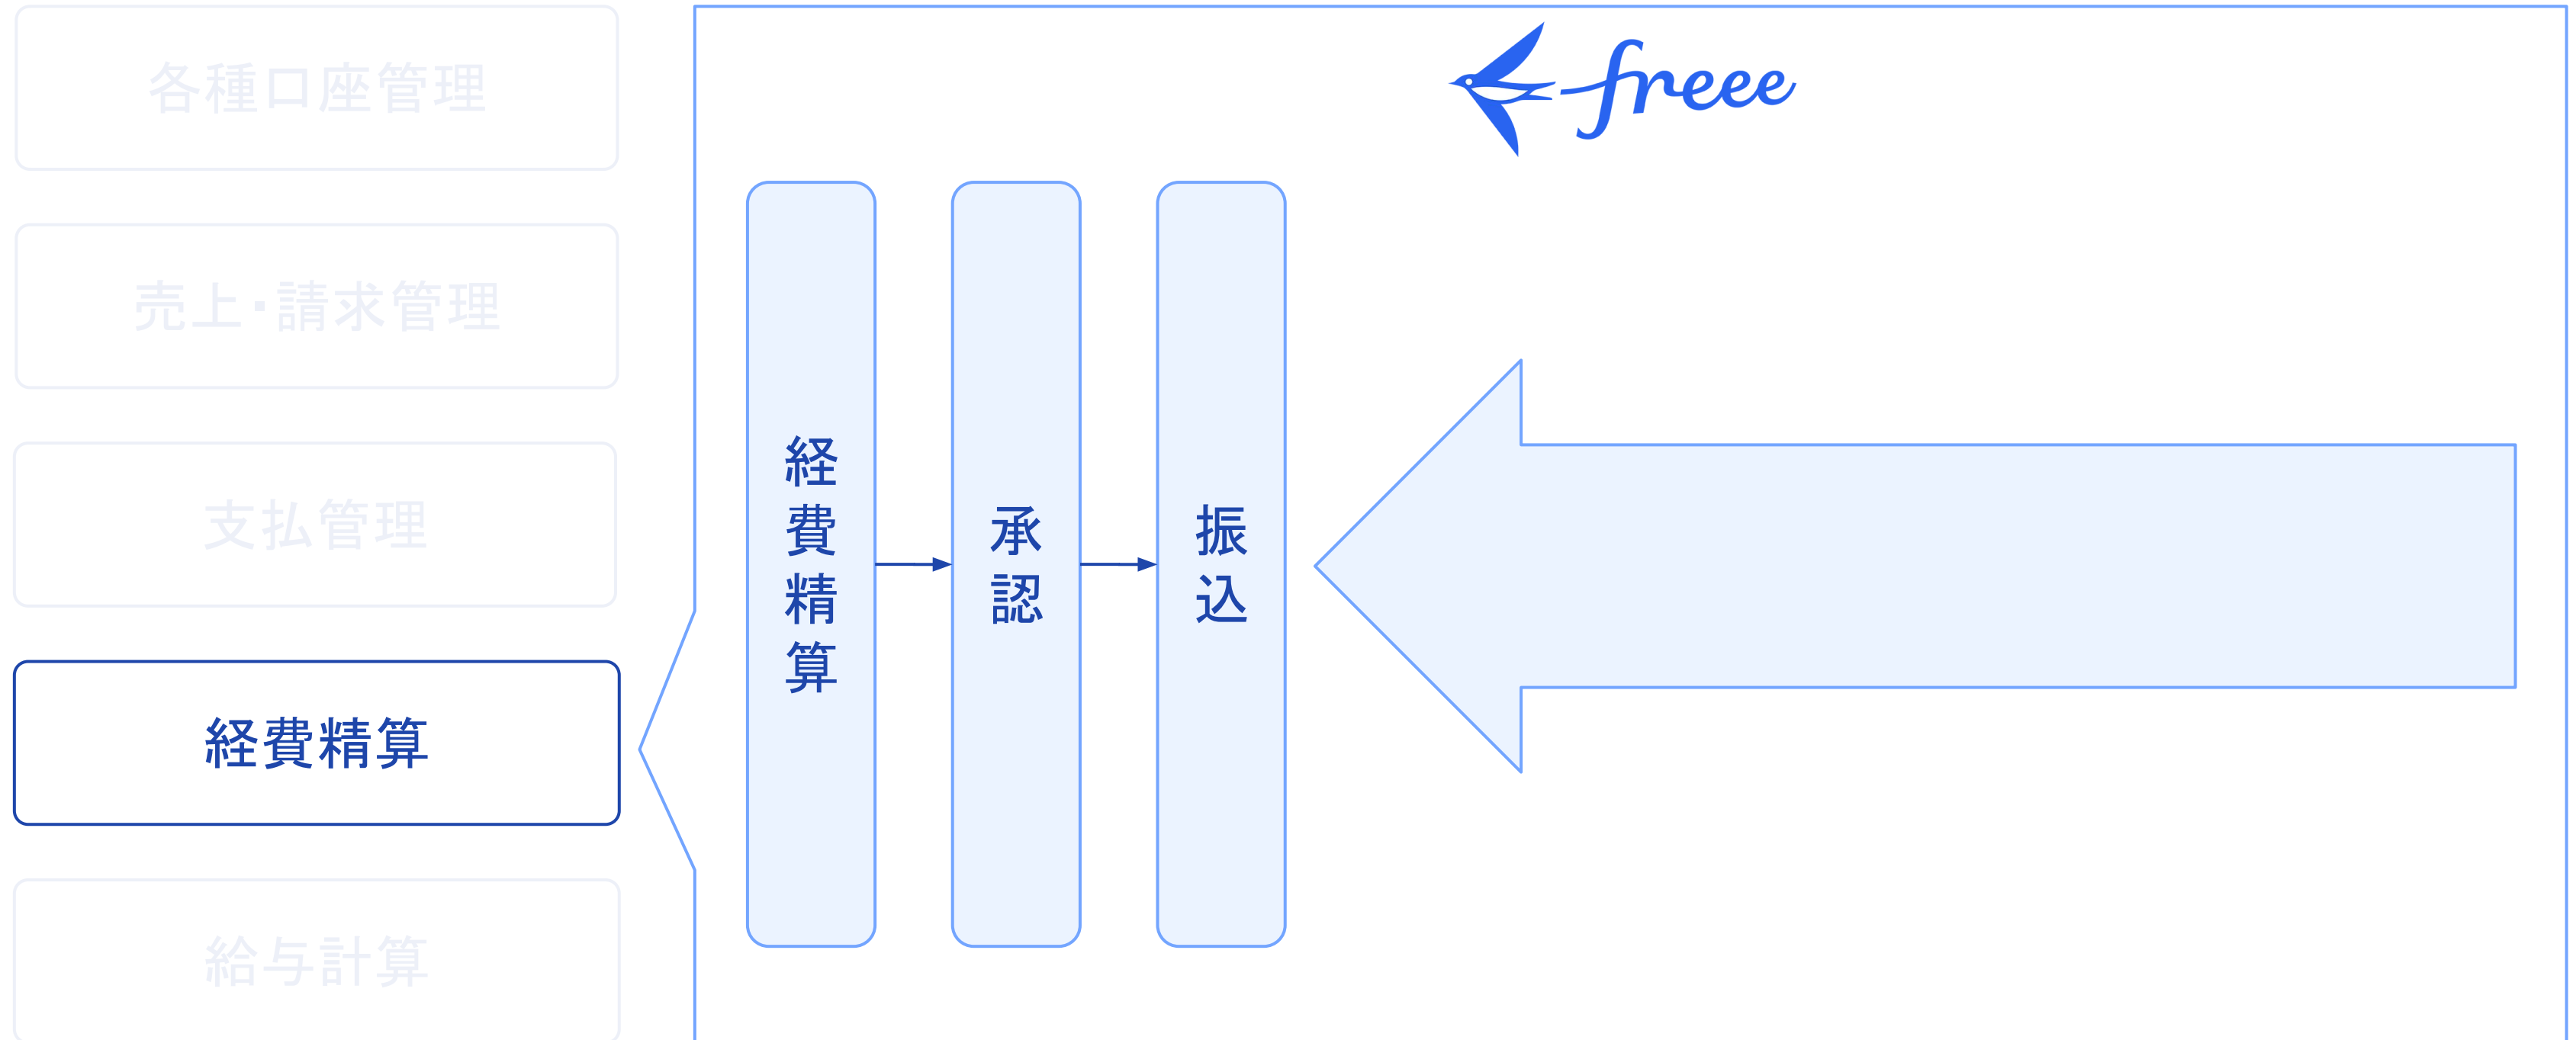 各種口座管理
売上・請求管理
支払管理
経費精算
給与計算
freee
経費精算
承認
振込